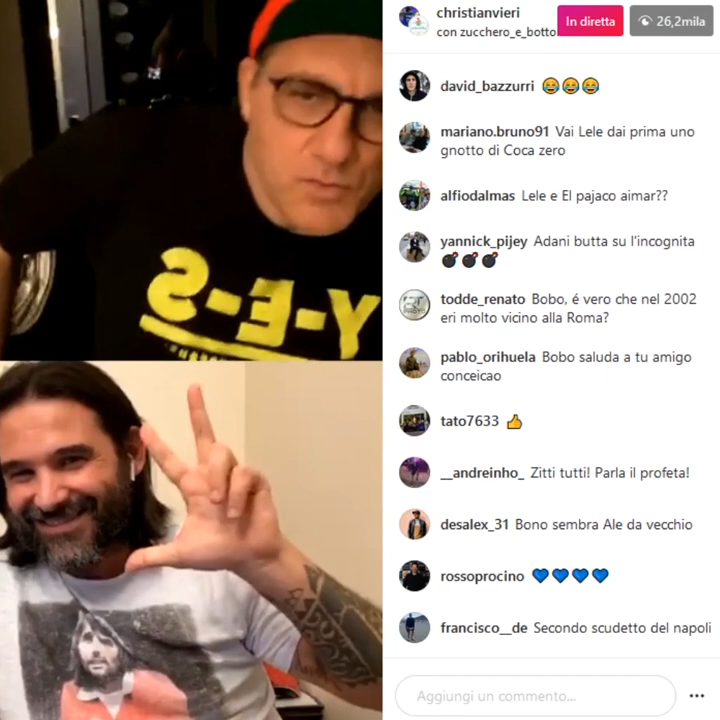 christianvieri
con zucchero_e_botto
In diretta
26,2mila
david_bazzurri 😂😂😂
mariano.bruno91 Vai Lele dai prima uno
gnotto di Coca zero
alfiodalmas Lele e El pajaco aimar??
yannick_pijey Adani butta su l'incognita
💣💣💣
todde_renato Bobo, é vero che nel 2002
eri molto vicino alla Roma?
pablo_orihuela Bobo saluda a tu amigo
conceicao
tato7633 👍
__andreinho_ Zitti tutti! Parla il profeta!
desalex_31 Bono sembra Ale da vecchio
rossoprocino 💙💙💙💙
francisco__de Secondo scudetto del napoli
Aggiungi un commento...
Y-E-S